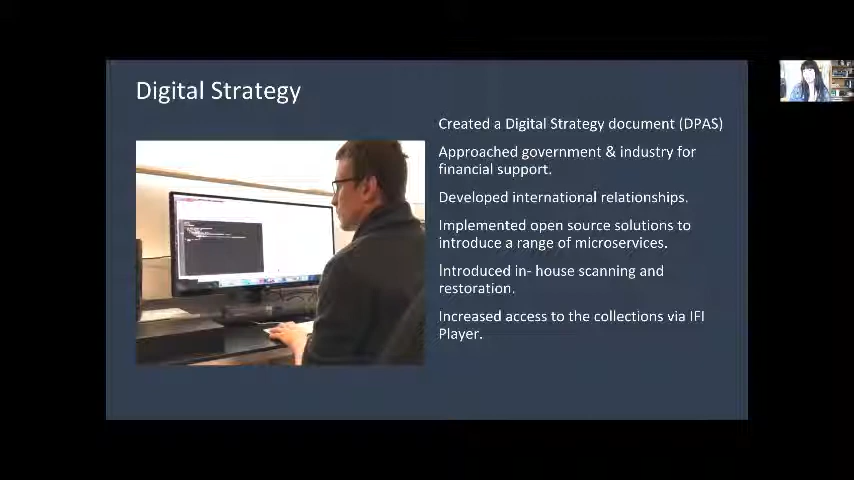 Digital Strategy
Created a Digital Strategy document (DPAS)
Approached government & industry for
financial support.
Developed international relationships.
Implemented open source solutions to
introduce a range of microservices.
Introduced in- house scanning and
restoration.
Increased access to the collections via IFI
Player.